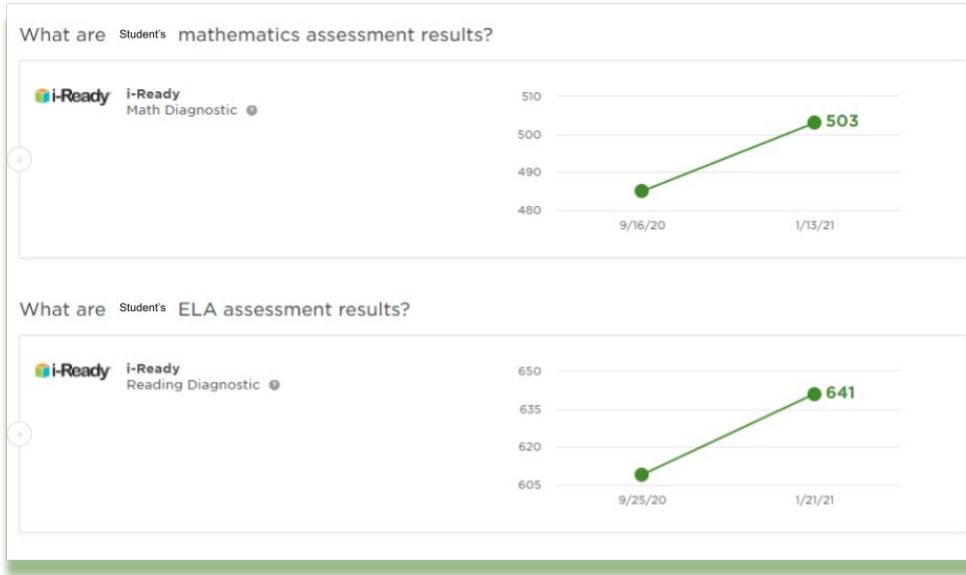 What are Student's mathematics assessment results?
i-Ready i-Ready
Math Diagnostic ?
510
500
490
480
503
9/16/20 1/13/21
What are Student's ELA assessment results?
i-Ready i-Ready
Reading Diagnostic ?
650
635
620
605
641
9/25/20 1/21/21